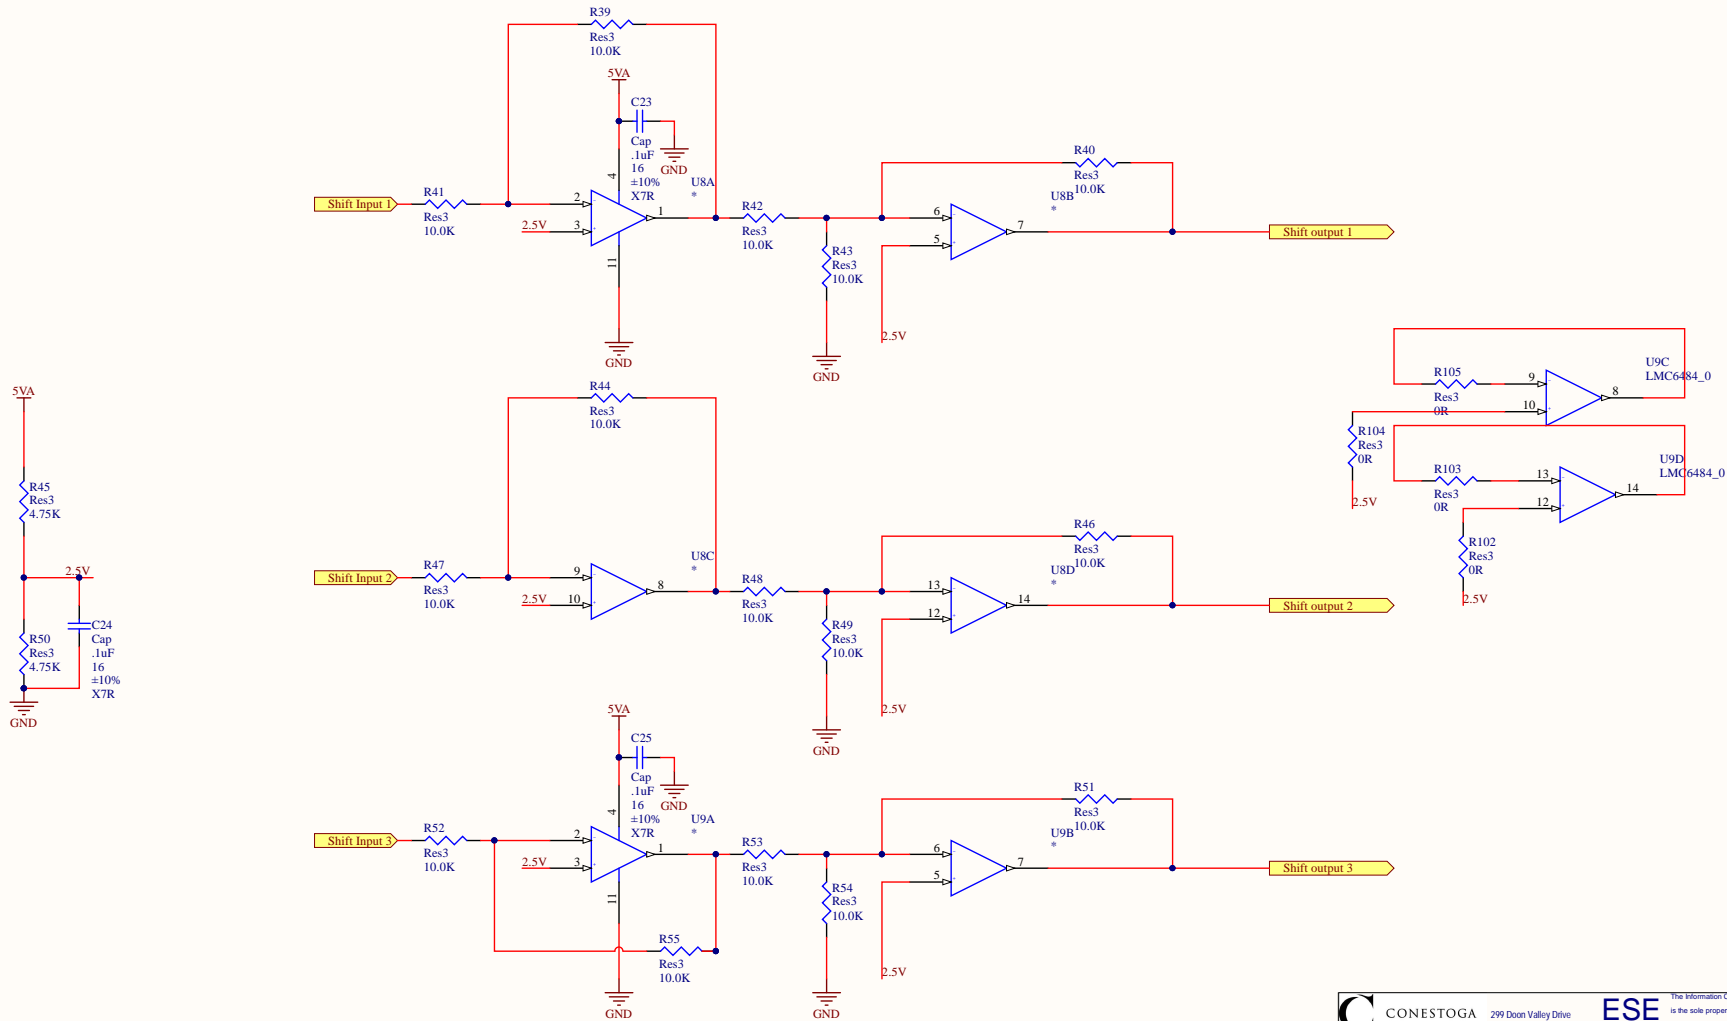 R39
Res3
10.0K
5VA
C23
Cap
.1uF
16
±10%
X7R
GND
4
U8A
*
Shift Input 1
R41
Res3
10.0K
2
2.5V
3
1
11
GND
R42
Res3
10.0K
R43
Res3
10.0K
GND
R40
Res3
10.0K
U8B
*
6
5
7
2.5V
Shift output 1
5VA
R45
Res3
4.75K
2.5V
R50
Res3
4.75K
C24
Cap
.1uF
16
±10%
X7R
GND
R44
Res3
10.0K
U8C
*
Shift Input 2
R47
Res3
10.0K
9
2.5V
10
8
R48
Res3
10.0K
R49
Res3
10.0K
GND
R46
Res3
10.0K
U8D
*
13
12
14
2.5V
Shift output 2
U9C
LMC6484_0
R105
Res3
0R
9
10
8
R104
Res3
0R
2.5V
U9D
LMC6484_0
R103
Res3
0R
13
12
14
R102
Res3
0R
2.5V
5VA
C25
Cap
.1uF
16
±10%
X7R
GND
4
U9A
*
Shift Input 3
R52
Res3
10.0K
2
2.5V
3
1
11
R55
Res3
10.0K
GND
R53
Res3
10.0K
R54
Res3
10.0K
GND
R51
Res3
10.0K
U9B
*
6
5
7
2.5V
Shift output 3
CONESTOGA
299 Doon Valley Drive
ESE
The Information
is the sole